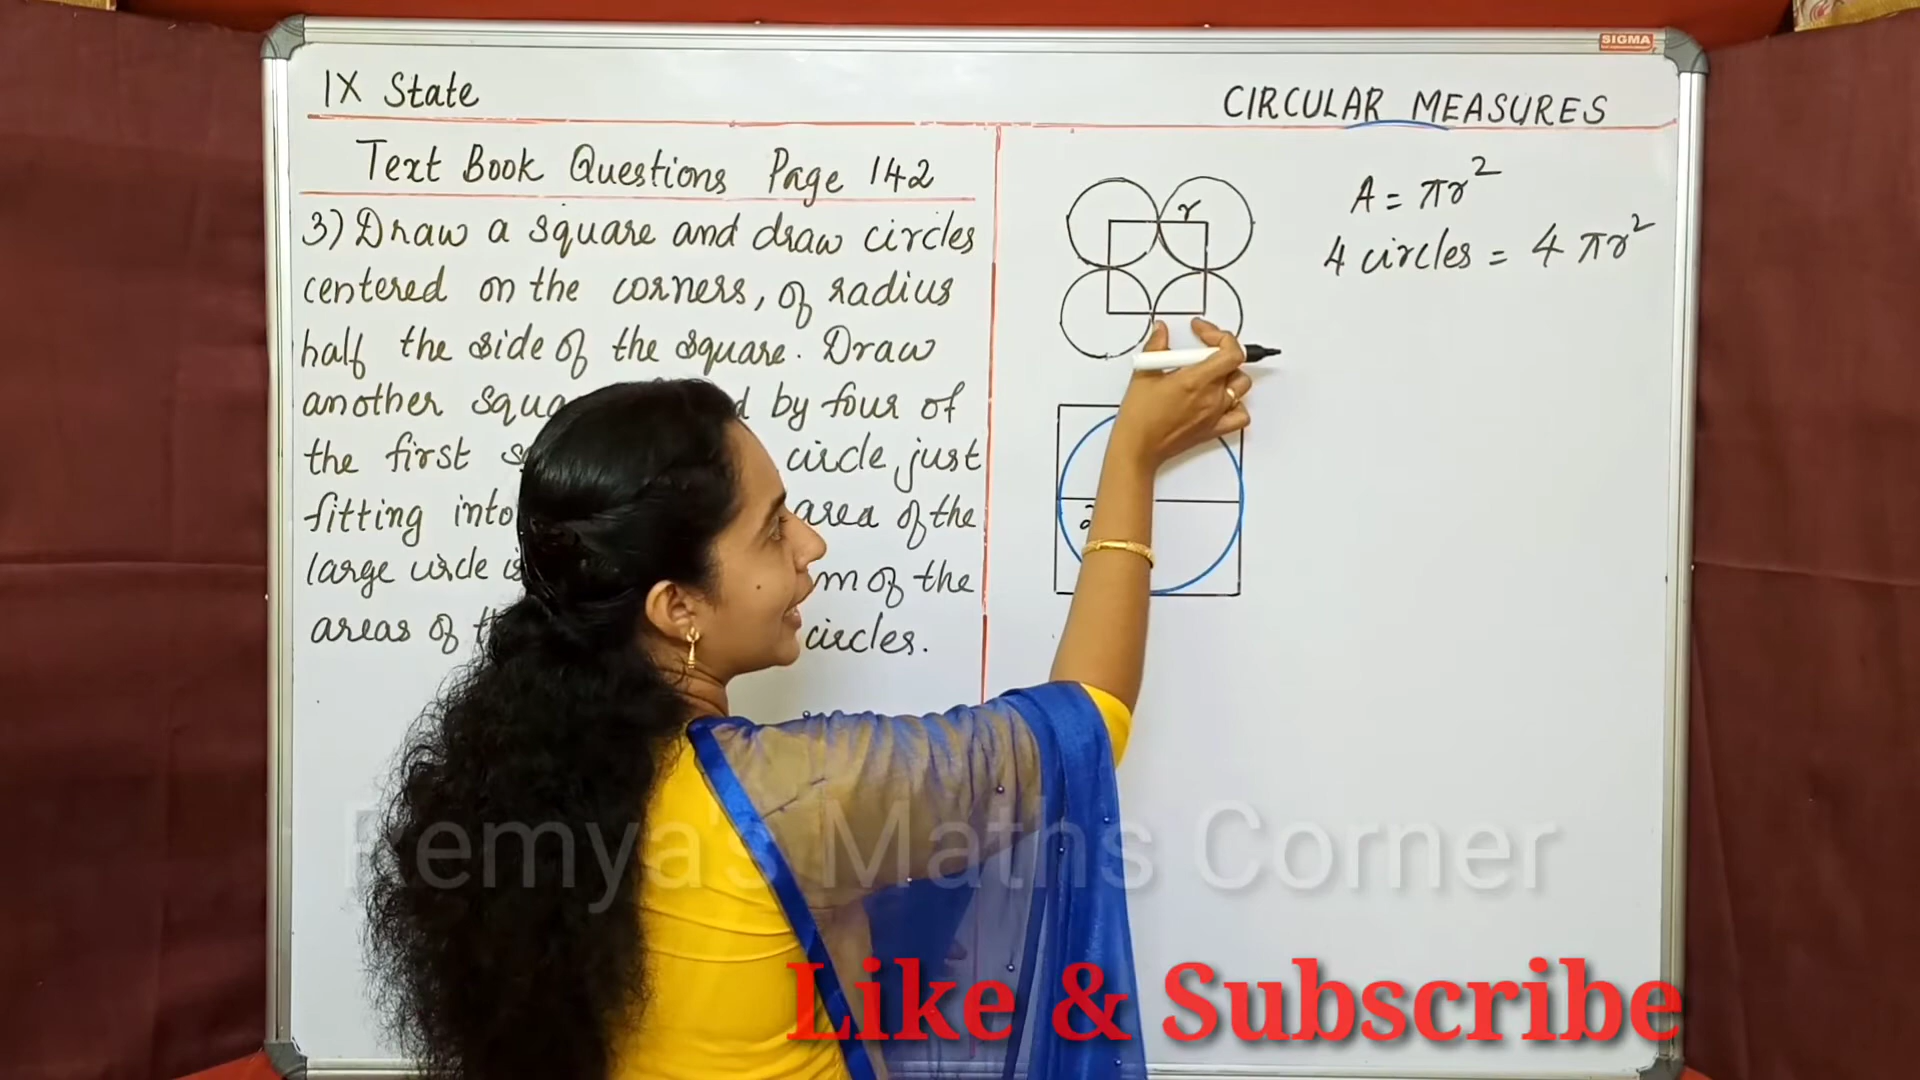 SIGMA
IX State
CIRCULAR MEASURES
Text Book Questions Page 142
3) Draw a square and draw circles
centered on the corners, of radius
half the side of the square. Draw
another by four of
the first circle, just
fitting into area of the
large circle of the
areas of circles.
r
A = πr²
4 circles = 4 πr²
Remya's Maths Corner
Like & Subscribe